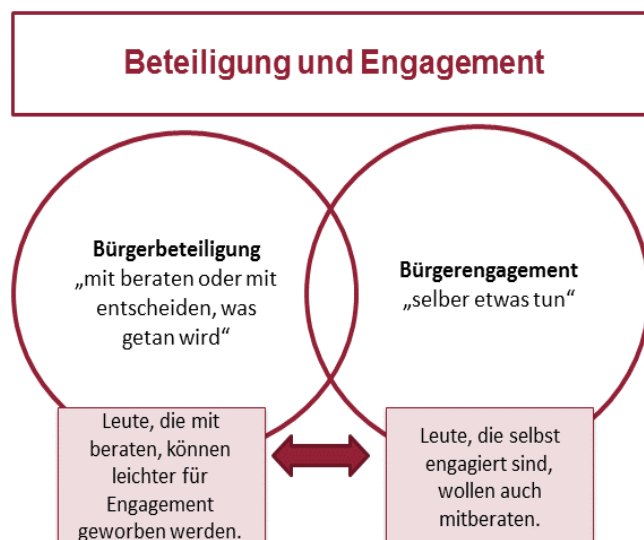 Beteiligung und Engagement
Bürgerbeteiligung
„mit beraten oder mit
entscheiden, was
getan wird“
Bürgerengagement
„selber etwas tun“
Leute, die mit
beraten, können
leichter für
Engagement
geworben werden.
Leute, die selbst
engagiert sind,
wollen auch
mitberaten.